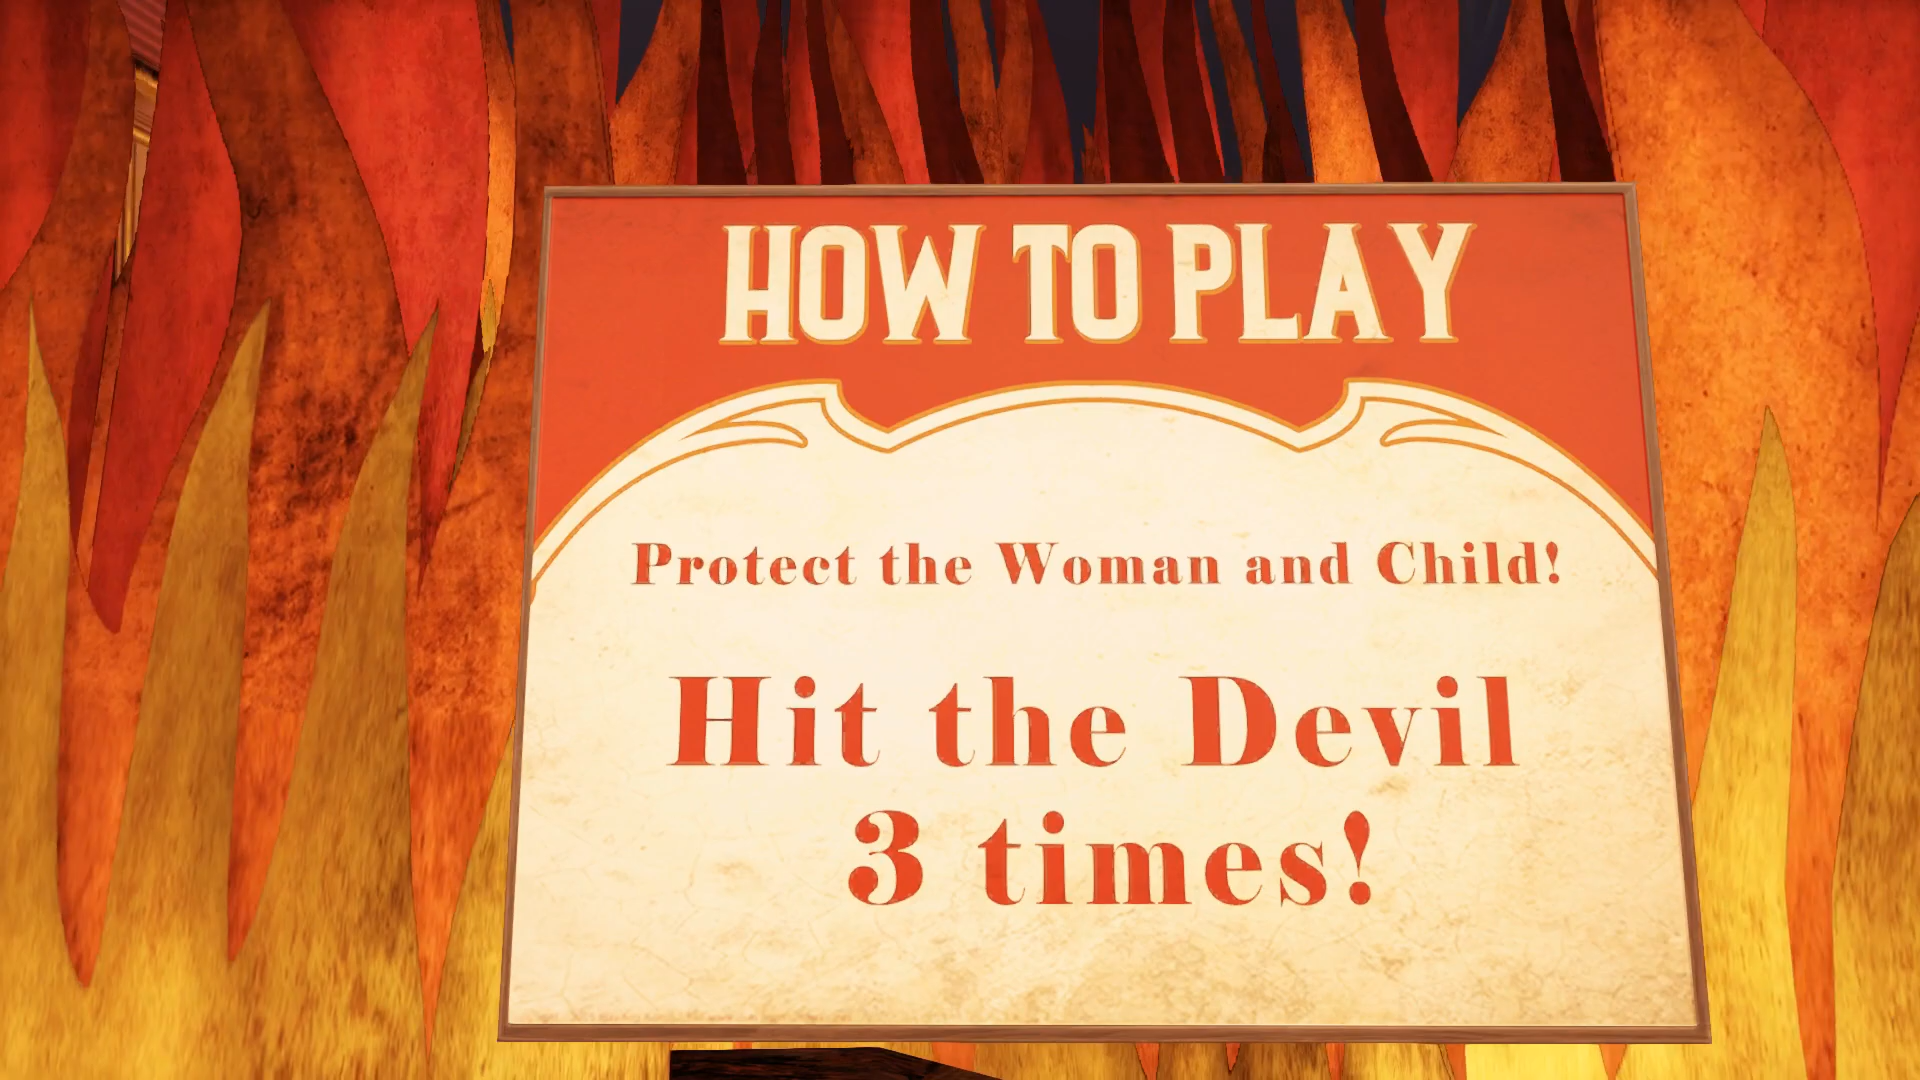 HOW TO PLAY
Protect the Woman and Child!
Hit the Devil
3 times!